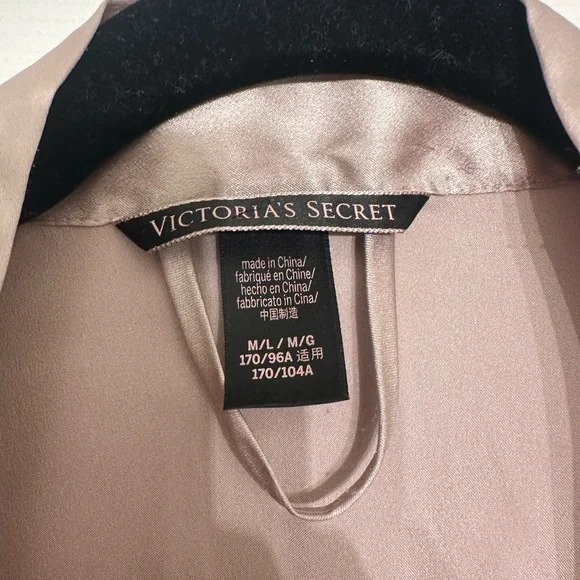 VICTORIA'S SECRET
made in China/
fabriqué en Chine/
hecho en China/
fabbricato in Cina/
中国制造
M/L / M/G
170/96A 适用
170/104A